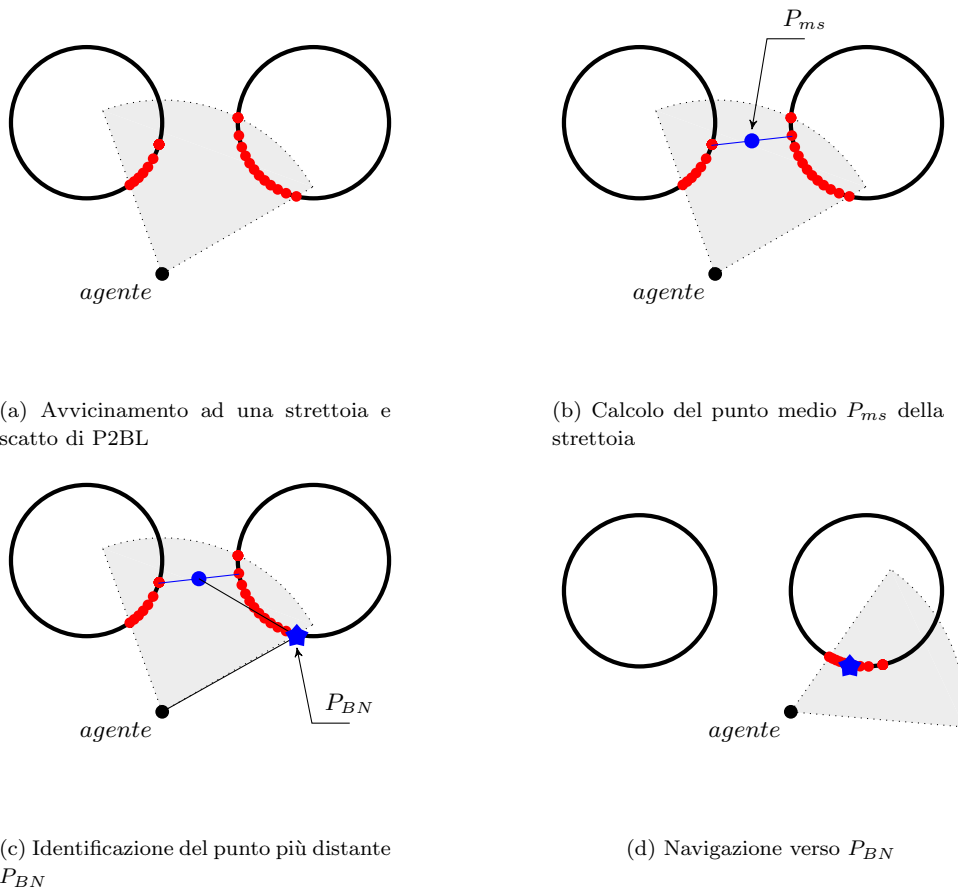 P_{ms}
agente
agente
(a) Avvicinamento ad una strettoia e
scatto di P2BL
(b) Calcolo del punto medio P_{ms} della
strettoia
P_{BN}
agente
agente
(c) Identificazione del punto più distante
P_{BN}
(d) Navigazione verso P_{BN}